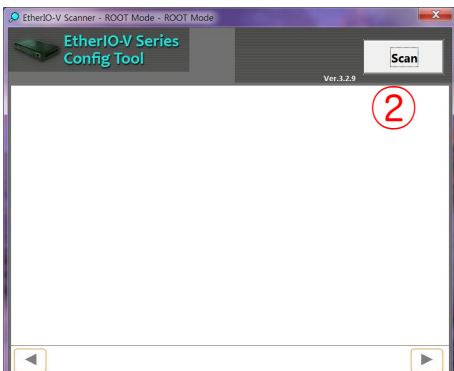 EtherIO-V Scanner - ROOT Mode - ROOT Mode
EtherIO-V Series
Config Tool
Scan
Ver.3.2.9
②